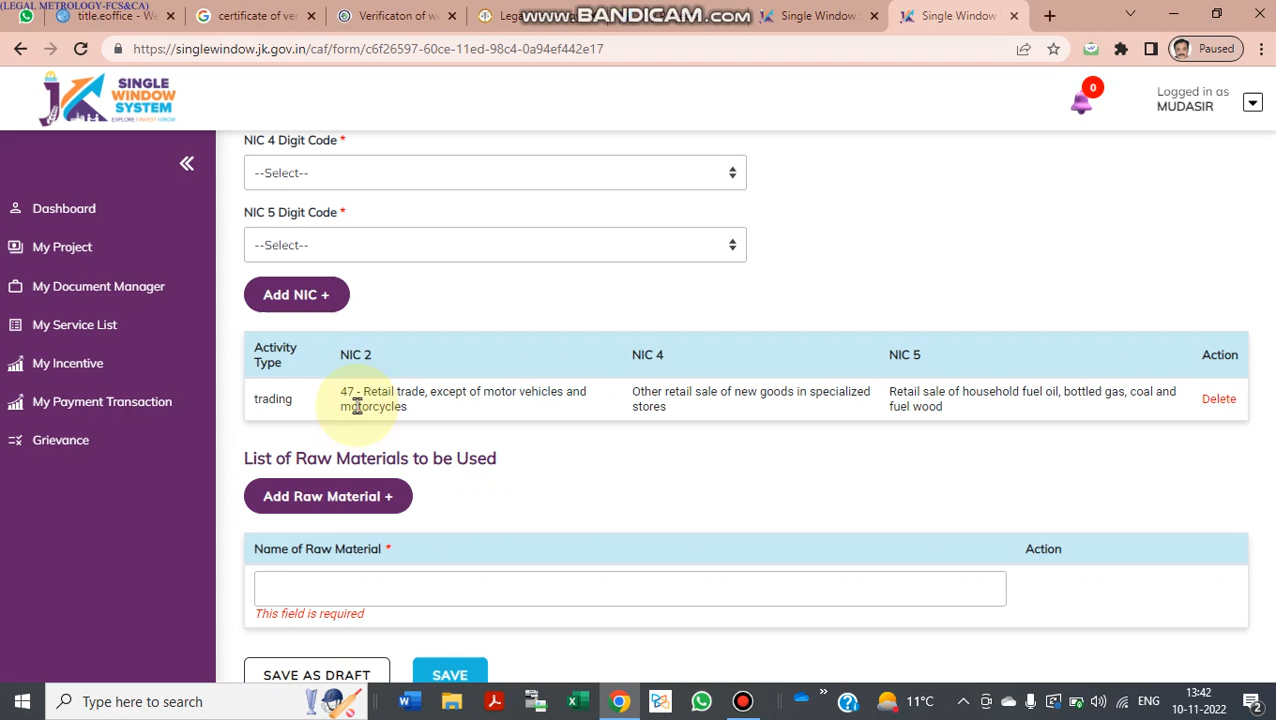 (LEGAL METROLOGY-FCS&CA)
title.eoffice - W
certificate of ver
Verifications - w
Lega
www.BANDICAM.com
Single Window
Single Window
https://singlewindow.jk.gov.in/caf/form/c6f26597-60ce-11ed-98c4-0a94ef442e17
Paused
SINGLE
WINDOW
SYSTEM
EXPLORE INVEST GROW
0
Logged in as
MUDASIR
Dashboard
My Project
My Document Manager
My Service List
My Incentive
My Payment Transaction
Grievance
NIC 4 Digit Code *
--Select--
NIC 5 Digit Code *
--Select--
Add NIC +
Activity Type
NIC 2
NIC 4
NIC 5
Action
trading
47 - Retail trade, except of motor vehicles and
motorcycles
Other retail sale of new goods in specialized
stores
Retail sale of household fuel oil, bottled gas, coal and
fuel wood
Delete
List of Raw Materials to be Used
Add Raw Material +
Name of Raw Material *
Action
This field is required
SAVE AS DRAFT
SAVE
Type here to search
11°C
ENG
13:42
10-11-2022
2